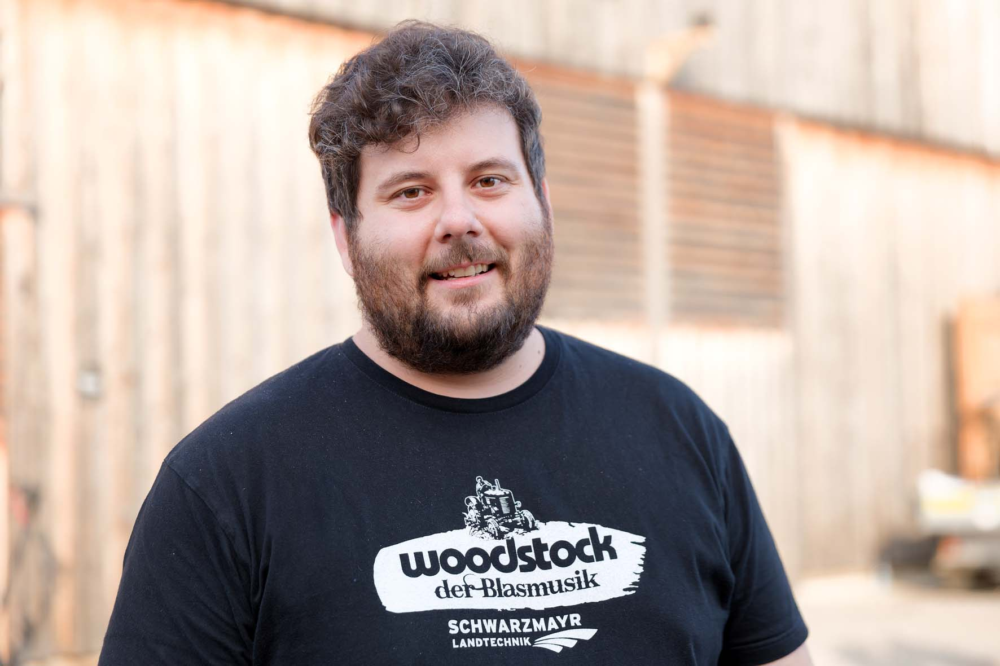 woodstock
der Blasmusik
SCHWARZMAYR
LANDTECHNIK